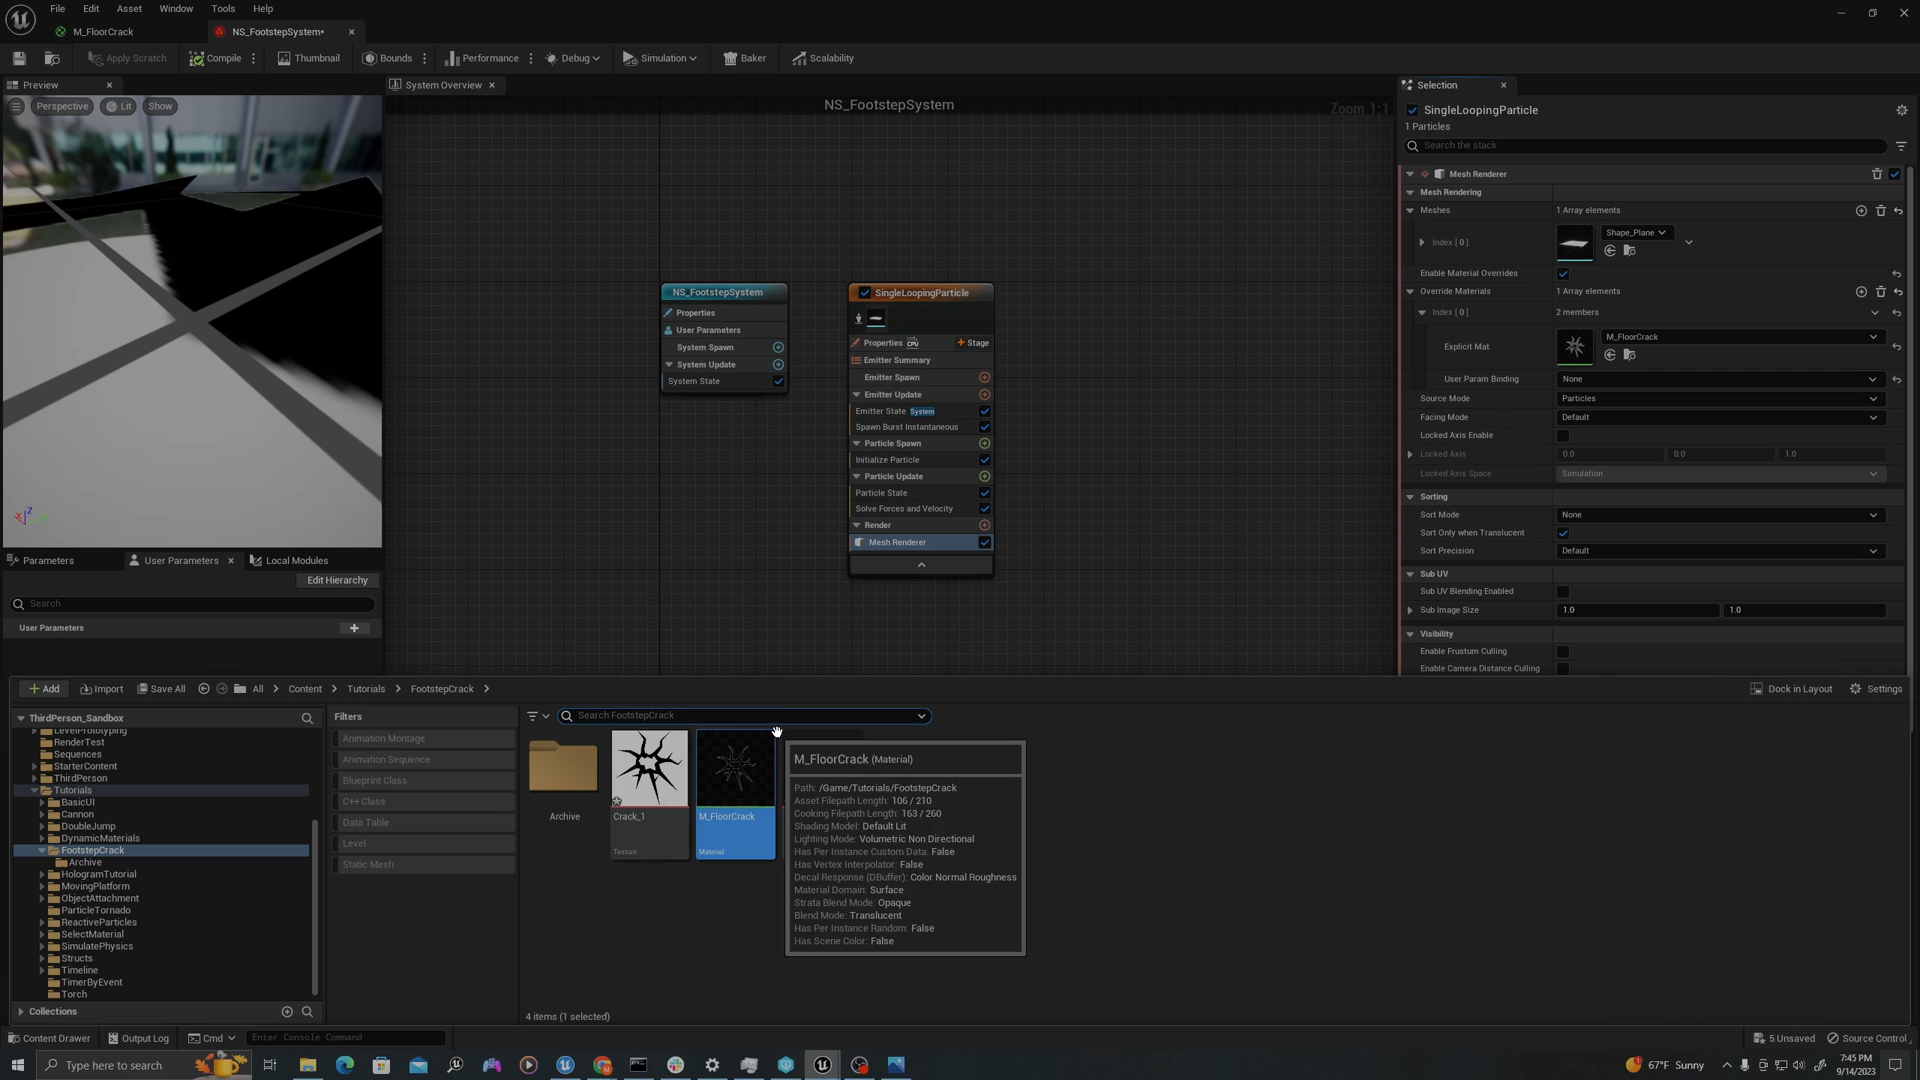 File Edit Asset Window Tools Help
M_FloorCrack NS_FootstepSystem•
Apply Scratch Compile Thumbnail Bounds Performance Debug Simulation Baker Scalability
Preview System Overview Selection
Perspective Lit Show
NS_FootstepSystem Zoom 1:1
SingleLoopingParticle
1 Particles
Search the stack
Mesh Renderer
Mesh Rendering
Meshes 1 Array elements
Index [ 0 ] Shape_Plane
Enable Material Overrides
Override Materials 1 Array elements
Index [ 0 ] 2 members
Explicit Mat M_FloorCrack
User Param Binding None
Source Mode Particles
Facing Mode Default
Locked Axis Enable
Locked Axis 0.0 0.0 1.0
Locked Axis Space Simulation
Sorting
Sort Mode None
Sort Only when Translucent
Sort Precision Default
Sub UV
Sub UV Blending Enabled
Sub Image Size 1.0 1.0
Visibility
Enable Frustum Culling
Enable Camera Distance Culling
NS_FootstepSystem
Properties
User Parameters
System Spawn
System Update
System State
SingleLoopingParticle
Properties CPU Stage
Emitter Summary
Emitter Spawn
Emitter Update
Emitter State System
Spawn Burst Instantaneous
Particle Spawn
Initialize Particle
Particle Update
Particle State
Solve Forces and Velocity
Render
Mesh Renderer
X Z
Parameters User Parameters Local Modules
Edit Hierarchy
Search
User Parameters
Add Import Save All All Content Tutorials FootstepCrack Dock in Layout Settings
ThirdPerson_Sandbox
LevelPrototyping
RenderTest
Sequences
StarterContent
ThirdPerson
Tutorials
BasicUI
Cannon
DoubleJump
DynamicMaterials
FootstepCrack
Archive
HologramTutorial
MovingPlatform
ObjectAttachment
ParticleTornado
ReactiveParticles
SelectMaterial
SimulatePhysics
Structs
Timeline
TimerByEvent
Torch
Collections
Filters
Animation Montage
Animation Sequence
Blueprint Class
C++ Class
Data Table
Level
Static Mesh
Search FootstepCrack
Archive
Crack_1
Texture
M_FloorCrack
Material
M_FloorCrack (Material)
Path: /Game/Tutorials/FootstepCrack
Asset Filepath Length: 106 / 210
Cooking Filepath Length: 163 / 260
Shading Model: Default Lit
Lighting Mode: Volumetric Non Directional
Has Per Instance Custom Data: False
Has Vertex Interpolator: False
Decal Response (DBuffer): Color Normal Roughness
Material Domain: Surface
Strata Blend Mode: Opaque
Blend Mode: Translucent
Has Per Instance Random: False
Has Scene Color: False
4 items (1 selected)
Content Drawer Output Log Cmd Enter Console Command 5 Unsaved Source Control
Type here to search 67°F Sunny 7:45 PM
9/14/2023